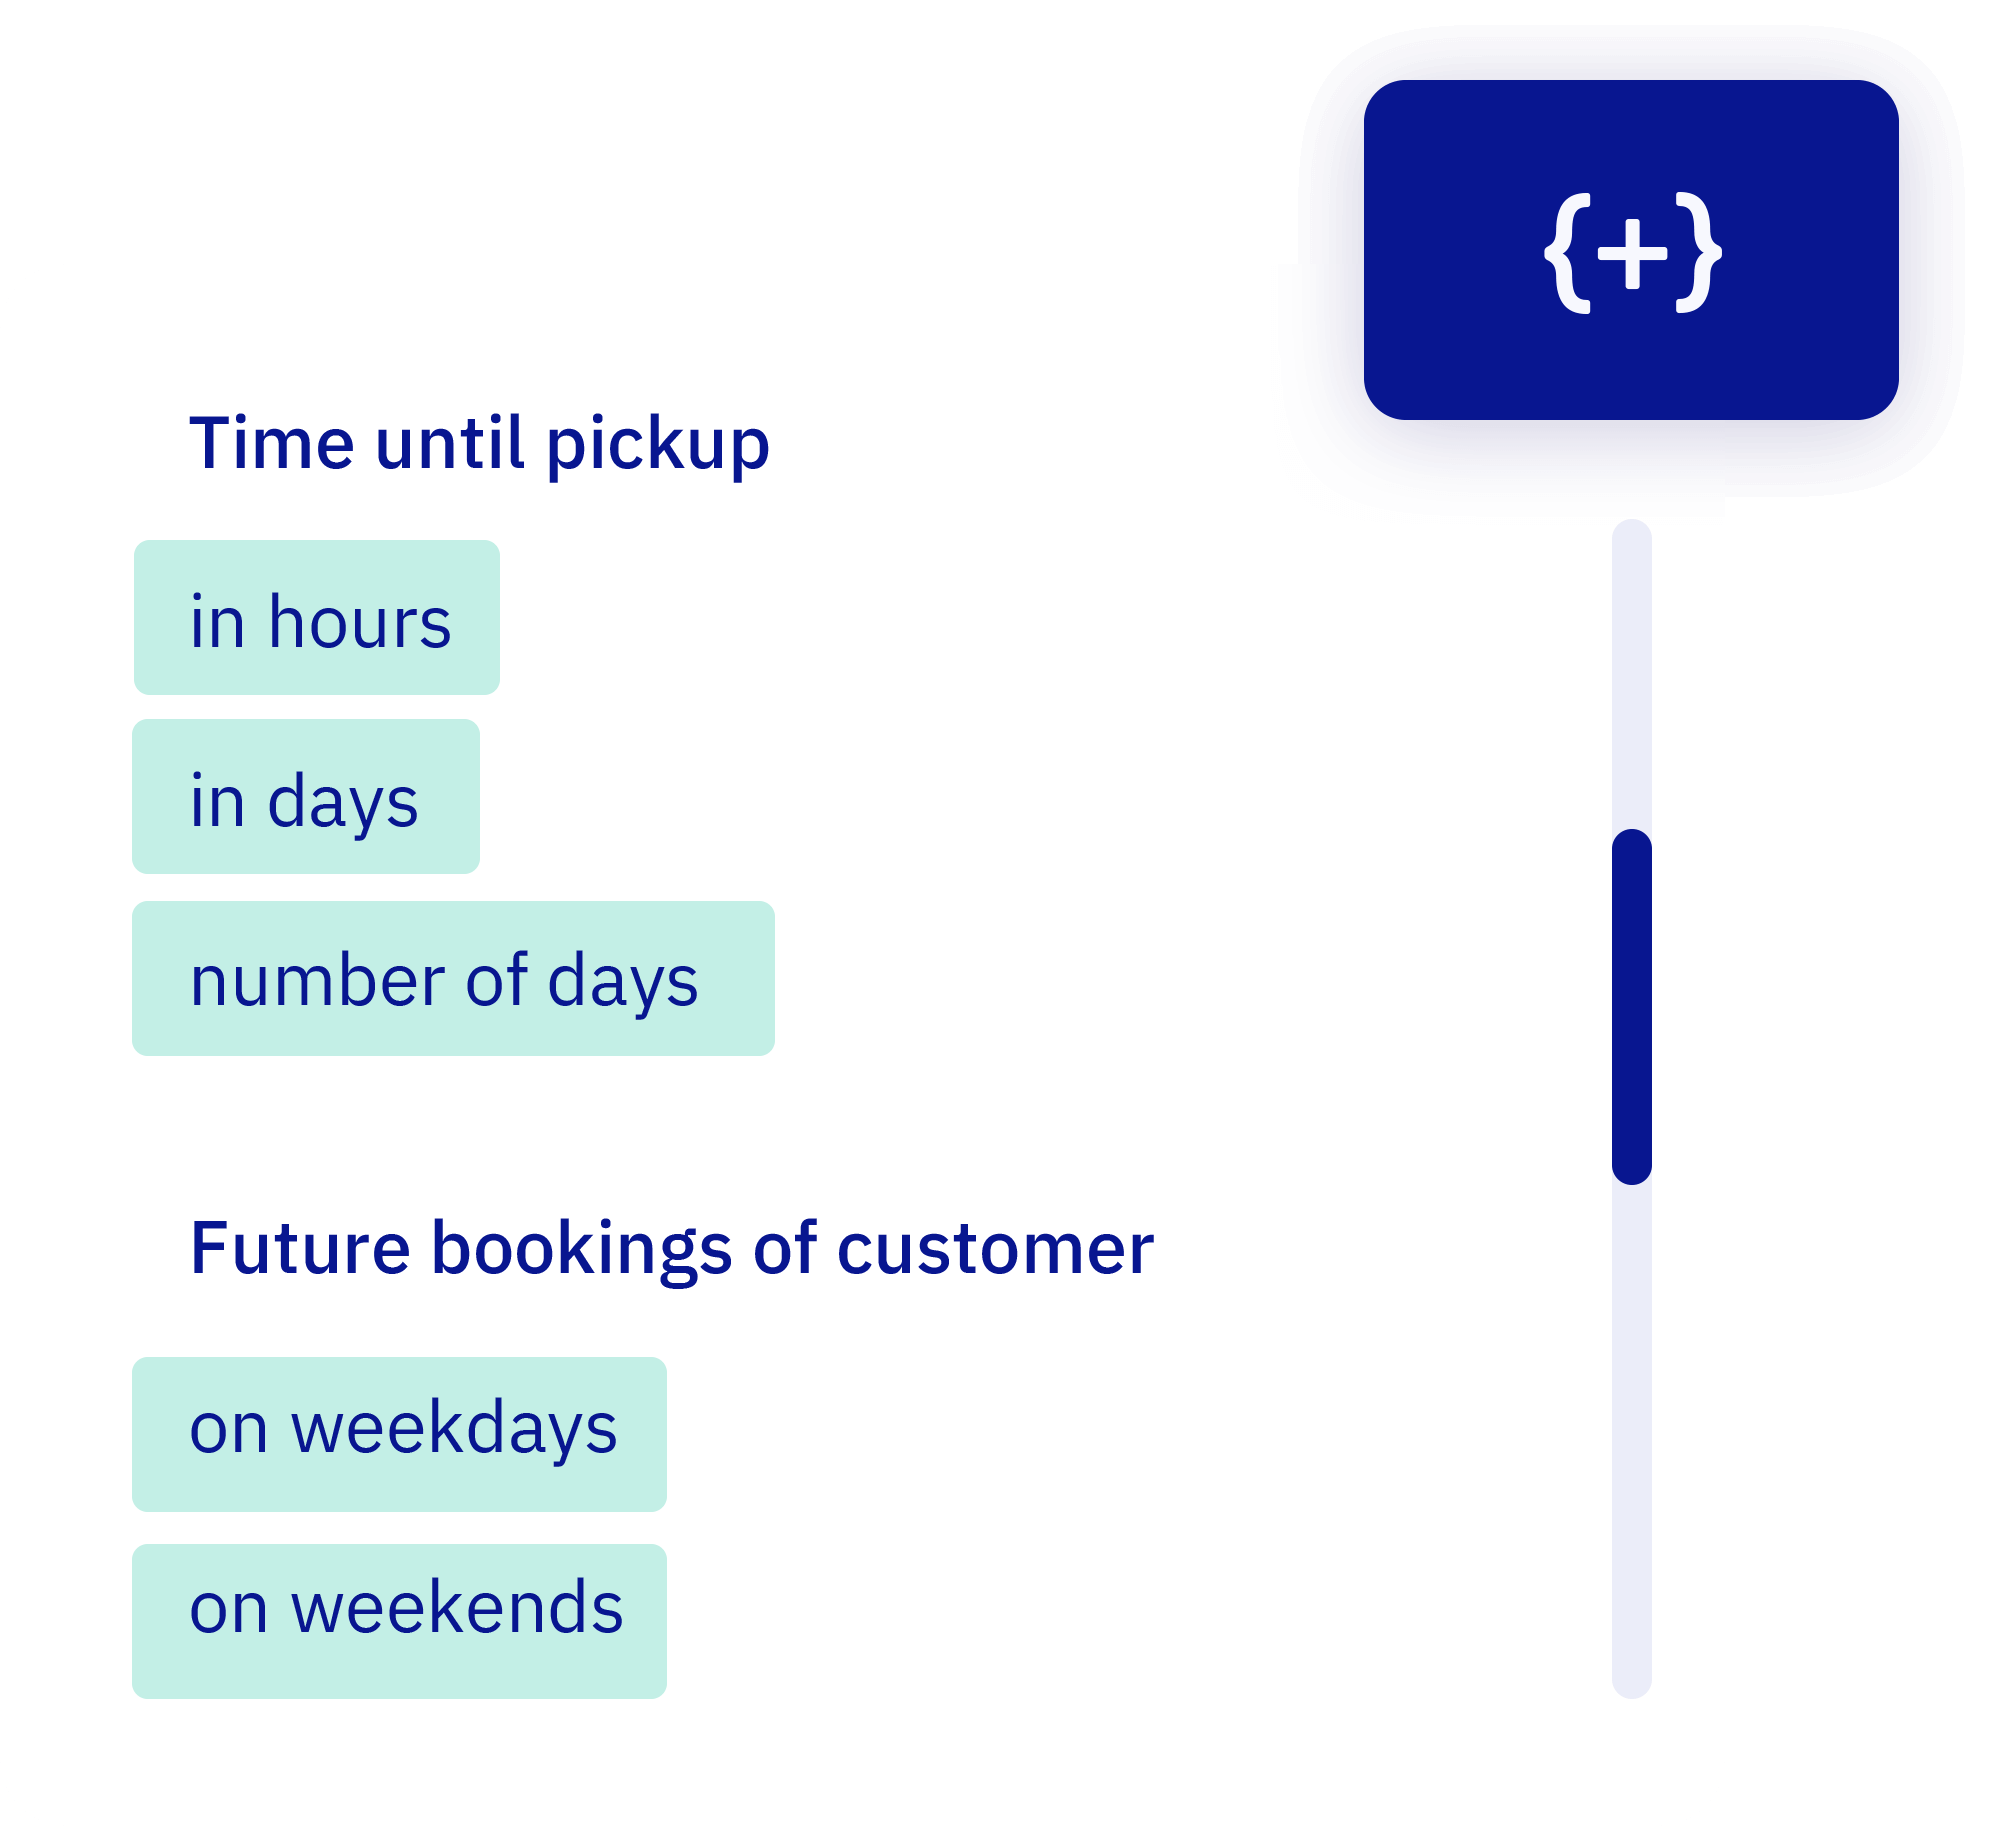 {+}
Time until pickup
in hours
in days
number of days
Future bookings of customer
on weekdays
on weekends